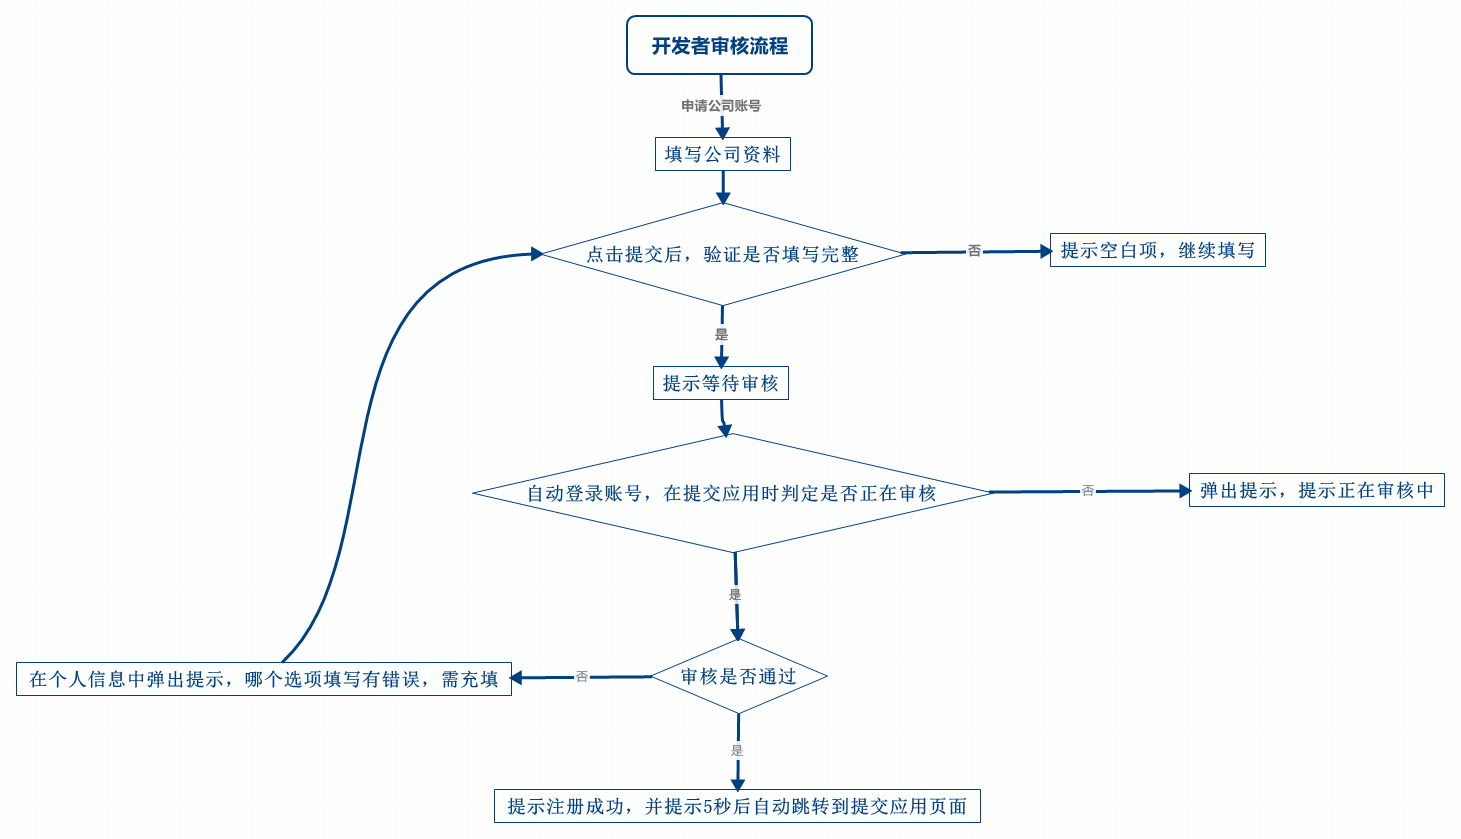 开发者审核流程
申请公司账号
填写公司资料
点击提交后，验证是否填写完整
否
提示空白项，继续填写
是
提示等待审核
自动登录账号，在提交应用时判定是否正在审核
否
弹出提示，提示正在审核中
是
审核是否通过
否
在个人信息中弹出提示，哪个选项填写有错误，需充填
是
提示注册成功，并提示5秒后自动跳转到提交应用页面